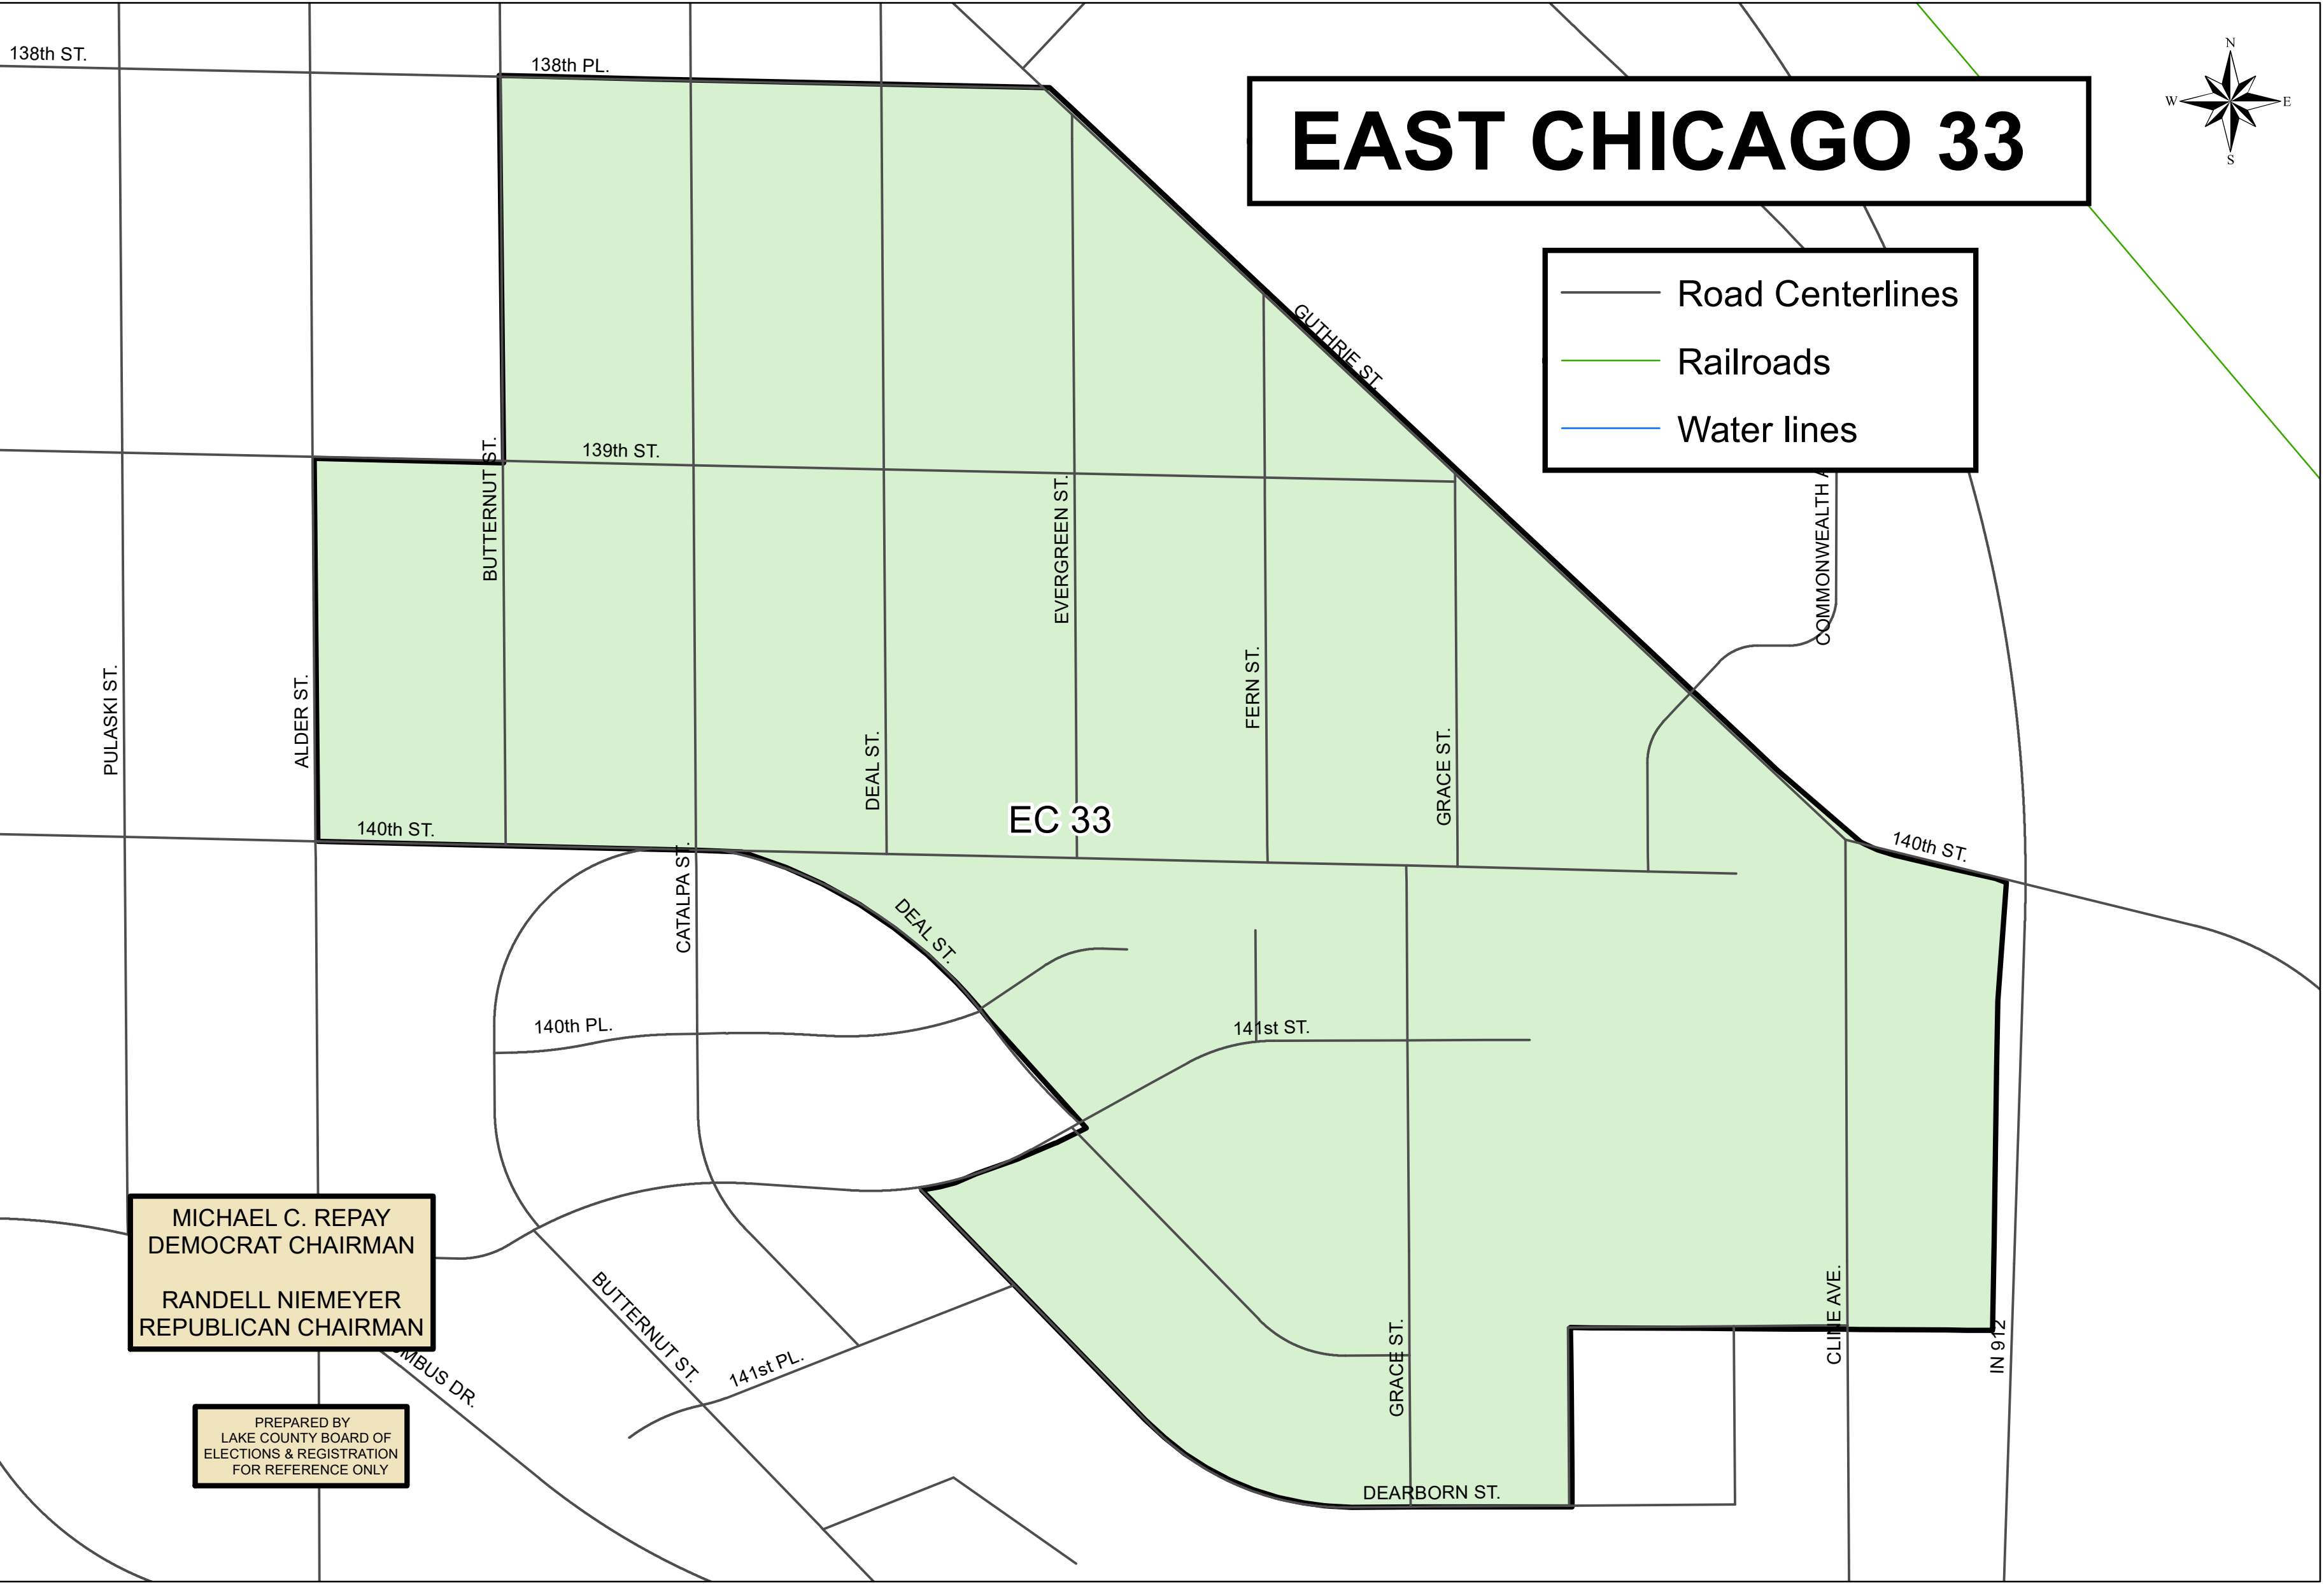 138th ST.
138th PL.
N
W
E
S
EAST CHICAGO 33
Road Centerlines
Railroads
Water lines
GUTHRIE ST.
139th ST.
BUTTERNUT ST.
EVERGREEN ST.
COMMONWEALTH A
PULASKI ST.
ALDER ST.
DEAL ST.
FERN ST.
GRACE ST.
EC 33
140th ST.
140th ST.
CATALPA ST.
DEAL ST.
140th PL.
141st ST.
MICHAEL C. REPAY
DEMOCRAT CHAIRMAN
RANDELL NIEMEYER
REPUBLICAN CHAIRMAN
BUTTERNUT ST.
141st PL.
GRACE ST.
CLINE AVE.
IN 912
UMBUS DR.
PREPARED BY
LAKE COUNTY BOARD OF
ELECTIONS & REGISTRATION
FOR REFERENCE ONLY
DEARBORN ST.